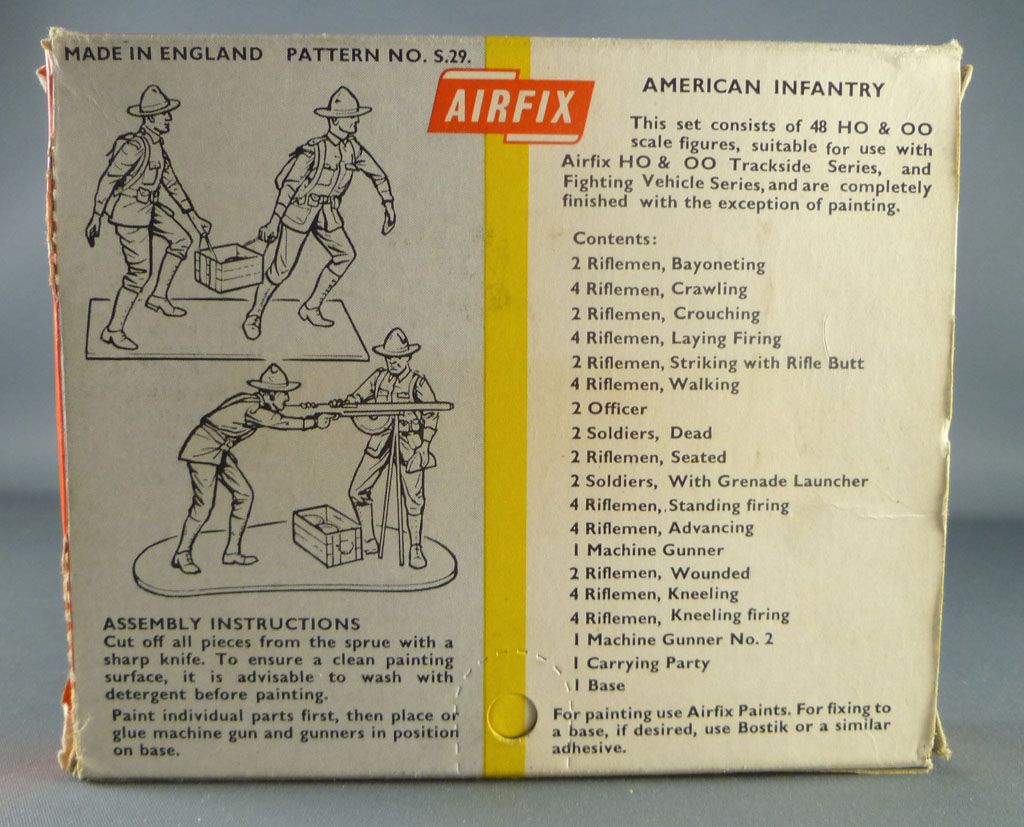 MADE IN ENGLAND PATTERN NO. S.29.
AIRFIX
ASSEMBLY INSTRUCTIONS
Cut off all pieces from the sprue with a
sharp knife. To ensure a clean painting
surface, it is advisable to wash with
detergent before painting.
Paint individual parts first, then place or
glue machine gun and gunners in position
on base.
AMERICAN INFANTRY
This set consists of 48 HO & OO
scale figures, suitable for use with
Airfix HO & OO Trackside Series, and
Fighting Vehicle Series, and are completely
finished with the exception of painting.
Contents:
2 Riflemen, Bayoneting
4 Riflemen, Crawling
2 Riflemen, Crouching
4 Riflemen, Laying Firing
2 Riflemen, Striking with Rifle Butt
4 Riflemen, Walking
2 Officer
2 Soldiers, Dead
2 Riflemen, Seated
2 Soldiers, With Grenade Launcher
4 Riflemen, Standing firing
4 Riflemen, Advancing
1 Machine Gunner
2 Riflemen, Wounded
4 Riflemen, Kneeling
4 Riflemen, Kneeling firing
1 Machine Gunner No. 2
1 Carrying Party
1 Base
For painting use Airfix Paints. For fixing to
a base, if desired, use Bostik or a similar
adhesive.